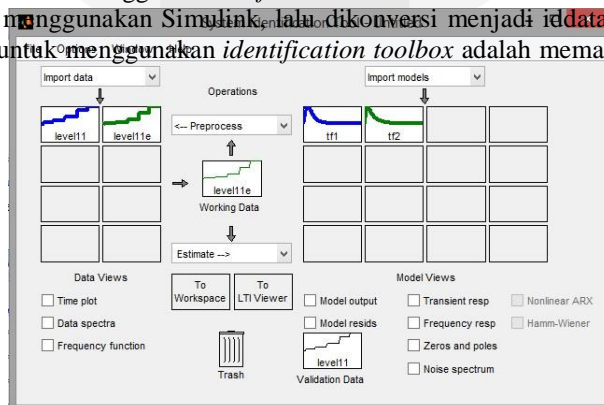 menggunakan Simulink, lalu dikonversi menjadi iddata
untuk menggunakan identification toolbox adalah mema
Options Window
Import data
Import models
Operations
level11 level11e
<-- Preprocess
tf1 tf2
level11e
Working Data
Estimate -->
Data Views
Model Views
To Workspace
To LTI Viewer
Time plot
Data spectra
Frequency function
Model output
Model resids
Transient resp
Frequency resp
Zeros and poles
Noise spectrum
Nonlinear ARX
Hamm-Wiener
Trash
level11
Validation Data